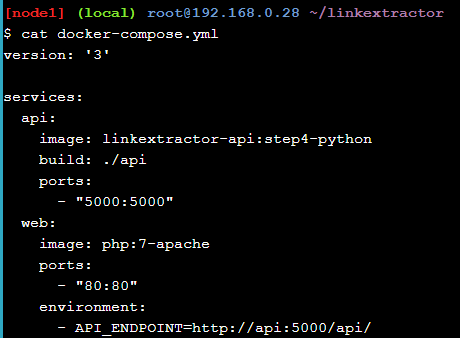 [node1] (local) root@192.168.0.28 ~/linkextractor
$ cat docker-compose.yml
version: '3'

services:
  api:
    image: linkextractor-api:step4-python
    build: ./api
    ports:
      - "5000:5000"
  web:
    image: php:7-apache
    ports:
      - "80:80"
    environment:
      - API_ENDPOINT=http://api:5000/api/